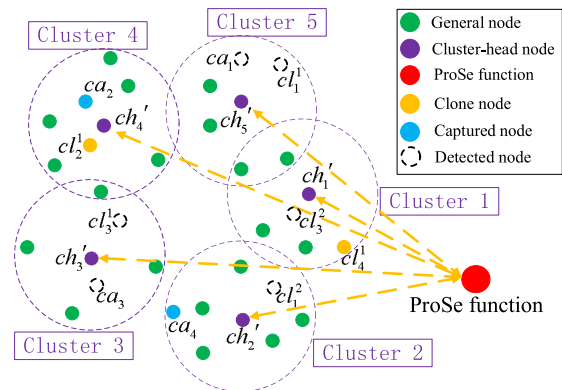 Cluster 5
Cluster 4
General node
Cluster-head node
ProSe function
Clone node
Captured node
Detected node
ca₁
cl₁¹
ca₂
ch₄′
ch₅′
cl₂¹
ch₁′
Cluster 1
cl₃²
cl₃¹
cl₄¹
ch₃′
ca₃
cl₁²
ProSe function
ca₄
ch₂′
Cluster 3
Cluster 2